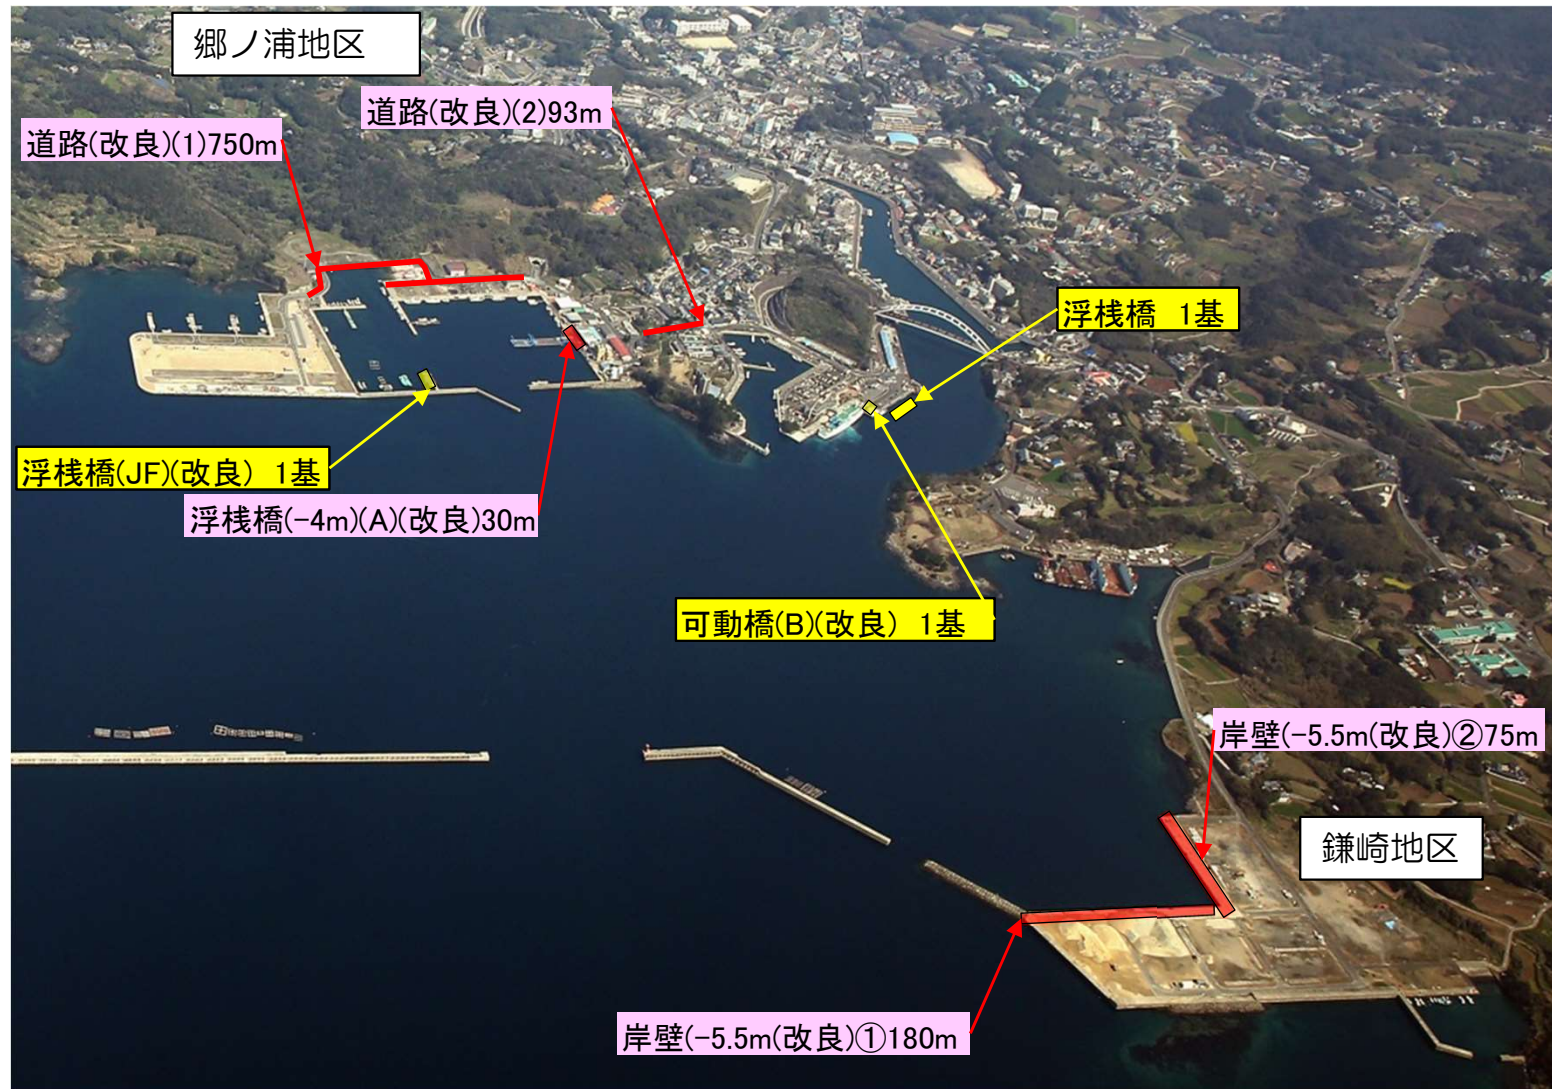 郷ノ浦地区
道路(改良)(2)93m
道路(改良)(1)750m
浮桟橋 1基
浮桟橋(JF)(改良) 1基
浮桟橋(-4m)(A)(改良)30m
可動橋(B)(改良) 1基
岸壁(-5.5m(改良)②75m
鎌崎地区
岸壁(-5.5m(改良)①180m